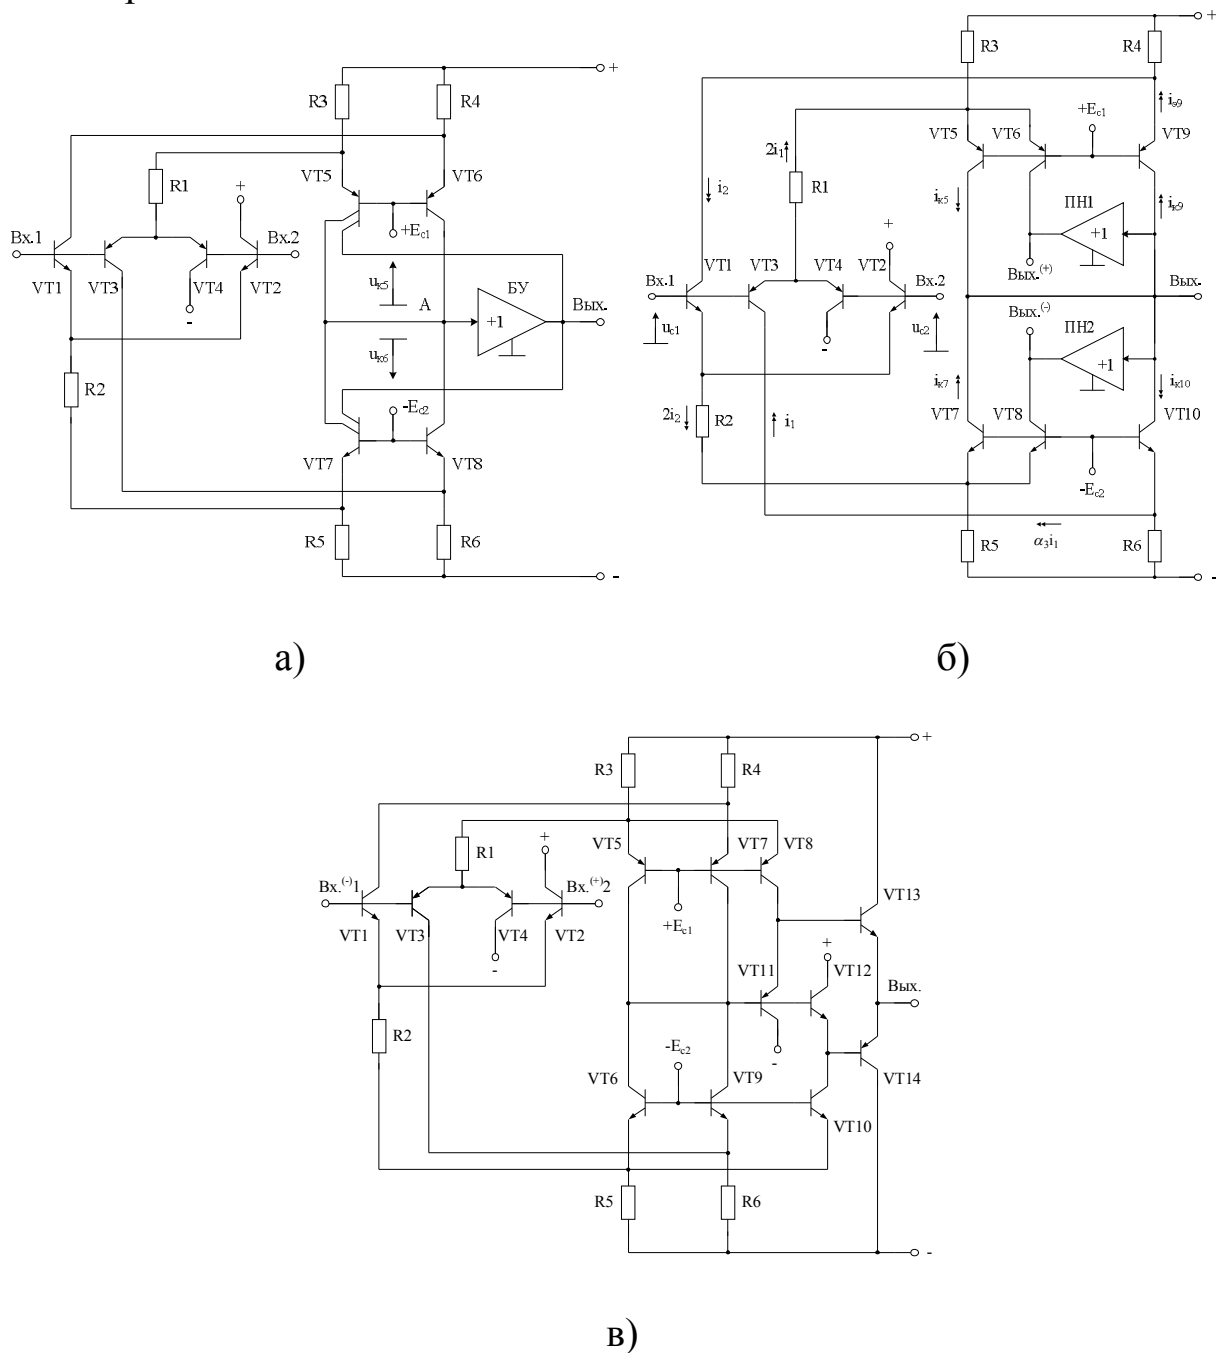 +
R3
R4
VT5
VT6
R1
+
+Ec1
Вх.1
Вх.2
VT1
VT3
VT4
VT2
-
uк5
A
БУ
+1
Вых.
uк6
R2
-Ec2
VT7
VT8
R5
R6
-
а)
+
R3
R4
iэ9
+Ec1
VT5
VT6
VT9
2i1
R1
i2
iк5
ПН1
iк9
+1
+
Вых.(+)
Вх.1
VT1
VT3
VT4
VT2
Вх.2
Вых.
uc1
-
uc2
Вых.(-)
ПН2
+1
iк7
iк10
2i2
R2
i1
VT7
VT8
VT10
-Ec2
R5
α3i1
R6
-
б)
+
R3
R4
VT5
VT7
VT8
R1
+
Вх.(-)1
Вх.(+)2
VT13
+Ec1
VT1
VT3
VT4
VT2
-
+
VT11
VT12
Вых.
R2
-Ec2
-
VT6
VT9
VT14
VT10
R5
R6
-
в)